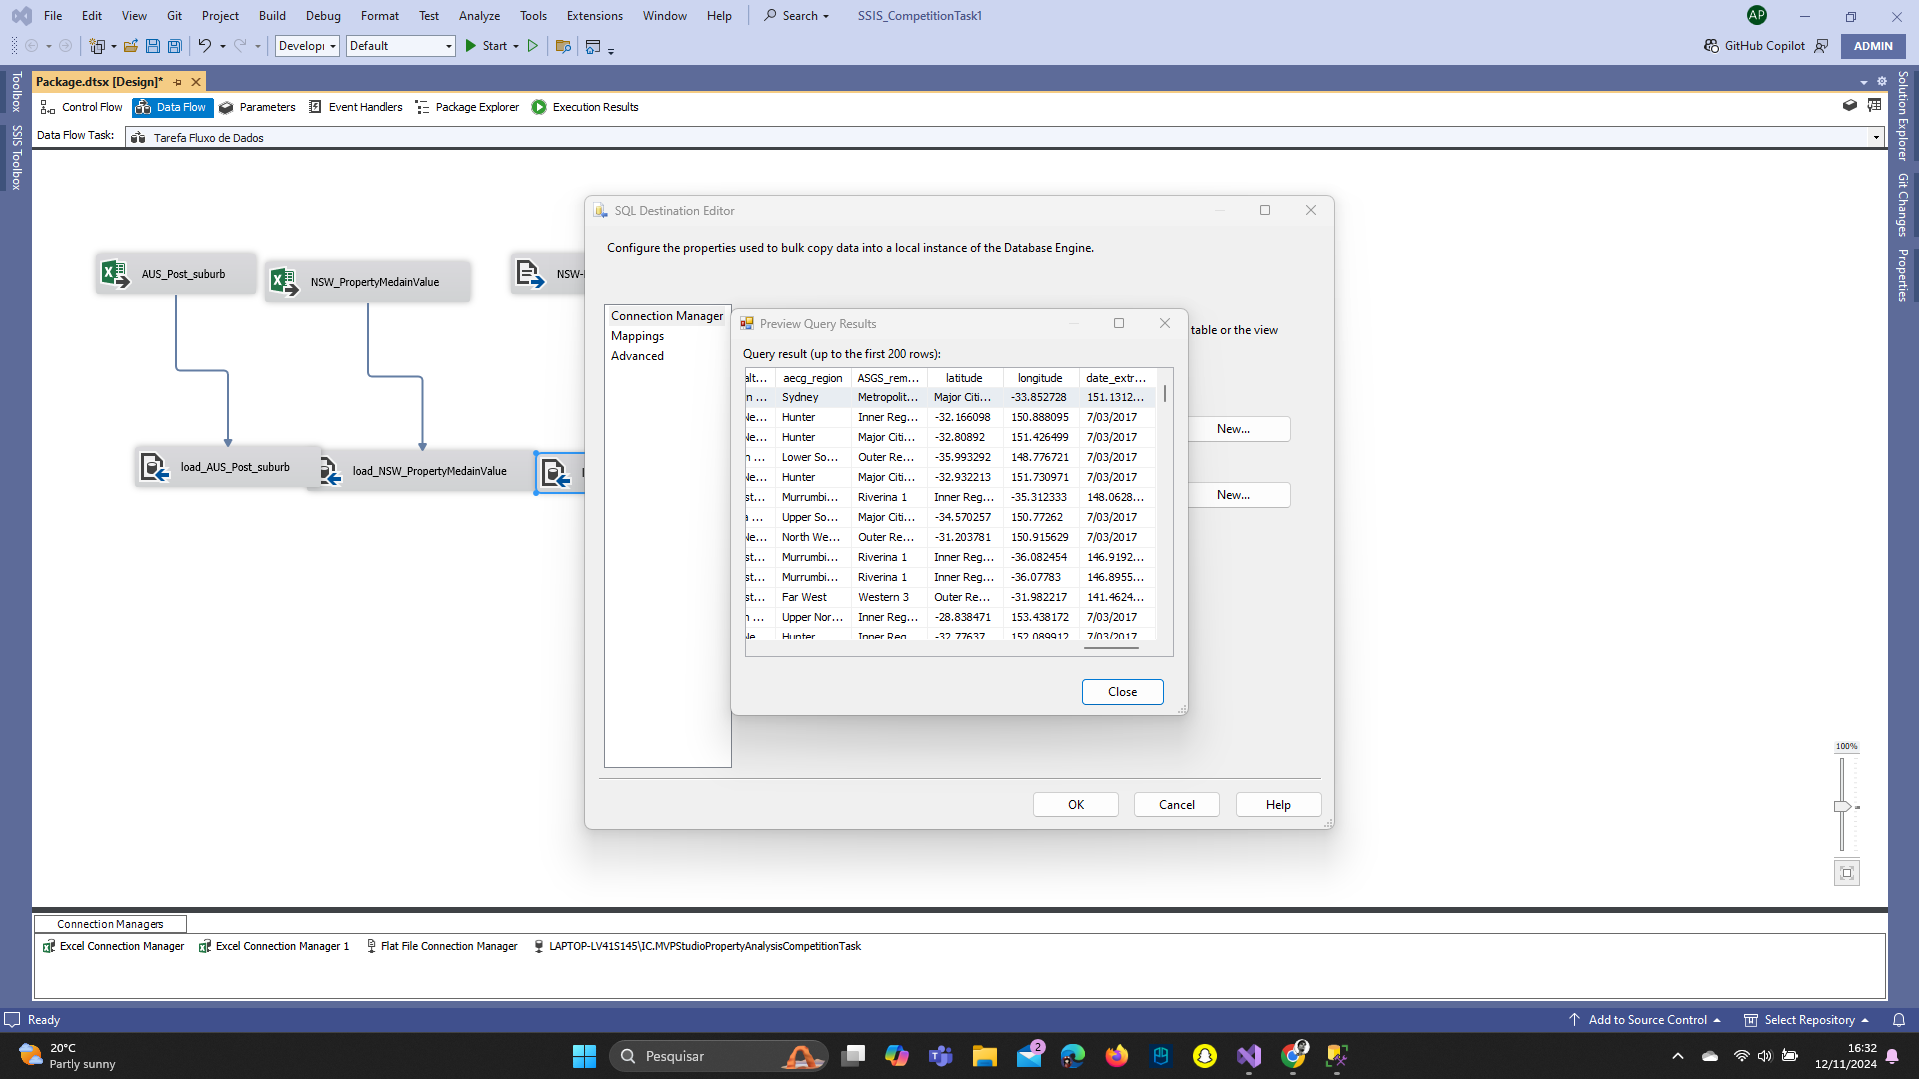 File Edit View Git Project Build Debug Format Test Analyze Tools Extensions Window Help Search SSIS_CompetitionTask1 AP
Developi Default Start GitHub Copilot ADMIN
Package.dtsx [Design]*
Control Flow Data Flow Parameters Event Handlers Package Explorer Execution Results
Data Flow Task: Tarefa Fluxo de Dados
Toolbox
SSIS Toolbox
Solution Explorer
Git Changes
Properties
AUS_Post_suburb
NSW_PropertyMedainValue
NSW-
load_AUS_Post_suburb
load_NSW_PropertyMedainValue
SQL Destination Editor
Configure the properties used to bulk copy data into a local instance of the Database Engine.
Connection Manager
Mappings
Advanced
table or the view
New...
New...
Preview Query Results
Query result (up to the first 200 rows):
alt... aecg_region ASGS_rem... latitude longitude date_extr...
n ... Sydney Metropolit... Major Citi... -33.852728 151.1312...
Ne... Hunter Inner Reg... -32.166098 150.888095 7/03/2017
Ne... Hunter Major Citi... -32.80892 151.426499 7/03/2017
n ... Lower So... Outer Re... -35.993292 148.776721 7/03/2017
Ne... Hunter Major Citi... -32.932213 151.730971 7/03/2017
st... Murrumbi... Riverina 1 Inner Reg... -35.312333 148.0628...
a ... Upper So... Major Citi... -34.570257 150.77262 7/03/2017
Ne... North We... Outer Re... -31.203781 150.915629 7/03/2017
st... Murrumbi... Riverina 1 Inner Reg... -36.082454 146.9192...
st... Murrumbi... Riverina 1 Inner Reg... -36.07783 146.8955...
st... Far West Western 3 Outer Re... -31.982217 141.4624...
n ... Upper Nor... Inner Reg... -28.838471 153.438172 7/03/2017
Ne... Hunter Inner Reg... -32.77637 152.089912 7/03/2017
Close
OK Cancel Help
100%
Connection Managers
Excel Connection Manager Excel Connection Manager 1 Flat File Connection Manager LAPTOP-LV41S145\IC.MVPStudioPropertyAnalysisCompetitionTask
Ready Add to Source Control Select Repository
20°C
Partly sunny
Pesquisar
2
16:32
12/11/2024